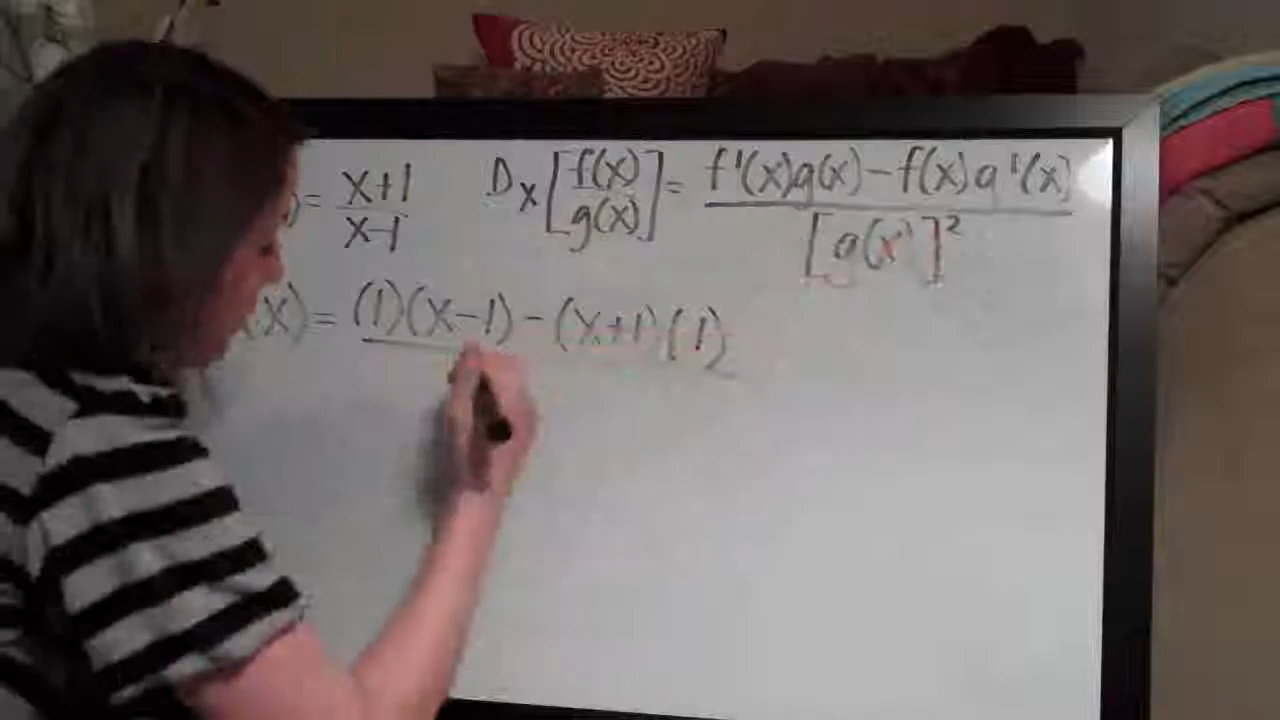 ) = x+1 / x-1    Dx [f(x) / g(x)] = f'(x)g(x) - f(x)g'(x) / [g(x)]²
(x) = (1)(x-1) - (x+1)(1)